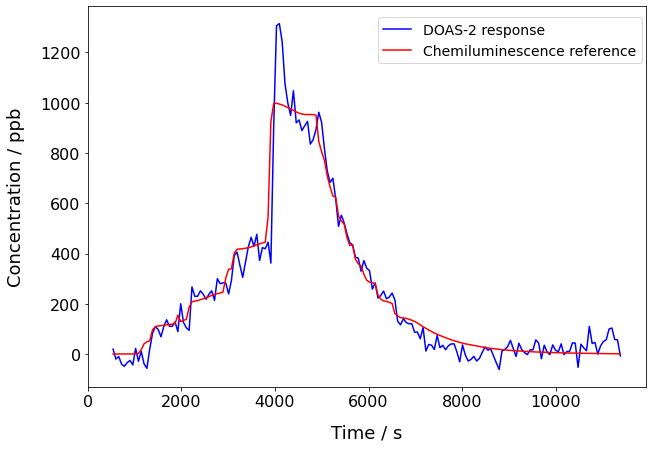 DOAS-2 response
Chemiluminescence reference
Concentration / ppb
1200
1000
800
600
400
200
0
0 2000 4000 6000 8000 10000
Time / s